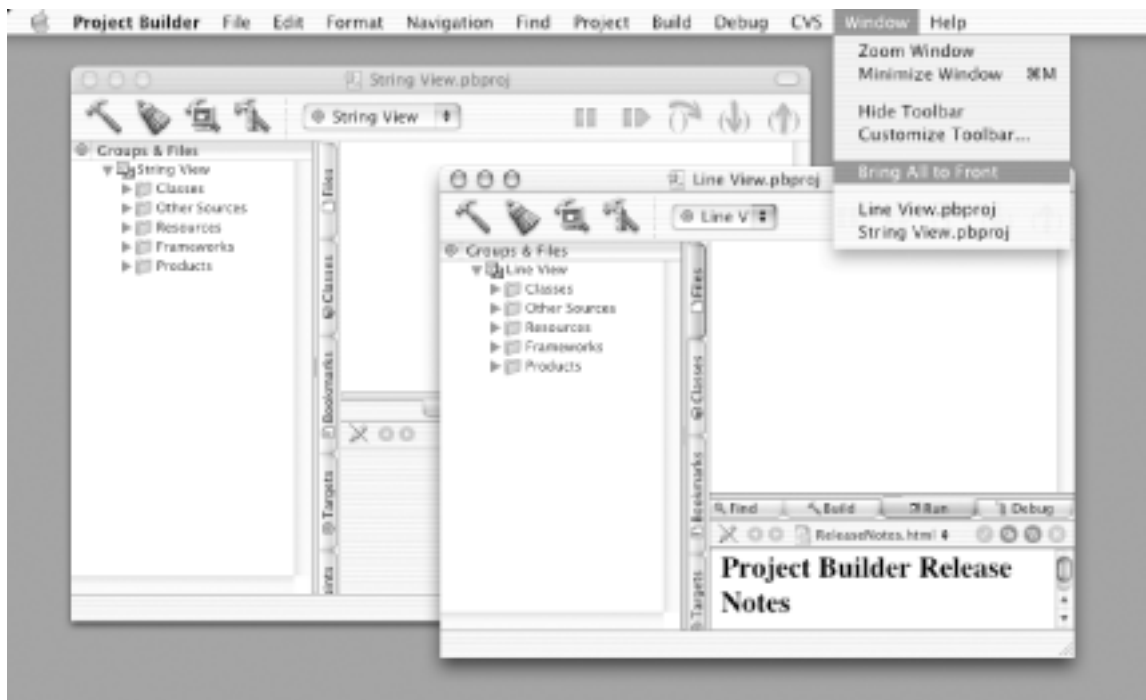 Project Builder File Edit Format Navigation Find Project Build Debug CVS Window Help
Zoom Window
Minimize Window ⌘M
Hide Toolbar
Customize Toolbar...
Bring All to Front
Line View.pbproj
String View.pbproj
String View.pbproj
String View
Groups & Files
String View
Classes
Other Sources
Resources
Frameworks
Products
Files
Classes
Bookmarks
Targets
Line View.pbproj
Line V
Groups & Files
Line View
Classes
Other Sources
Resources
Frameworks
Products
Files
Classes
Bookmarks
Targets
Find Build Run Debug
ReleaseNotes.html
Project Builder Release
Notes